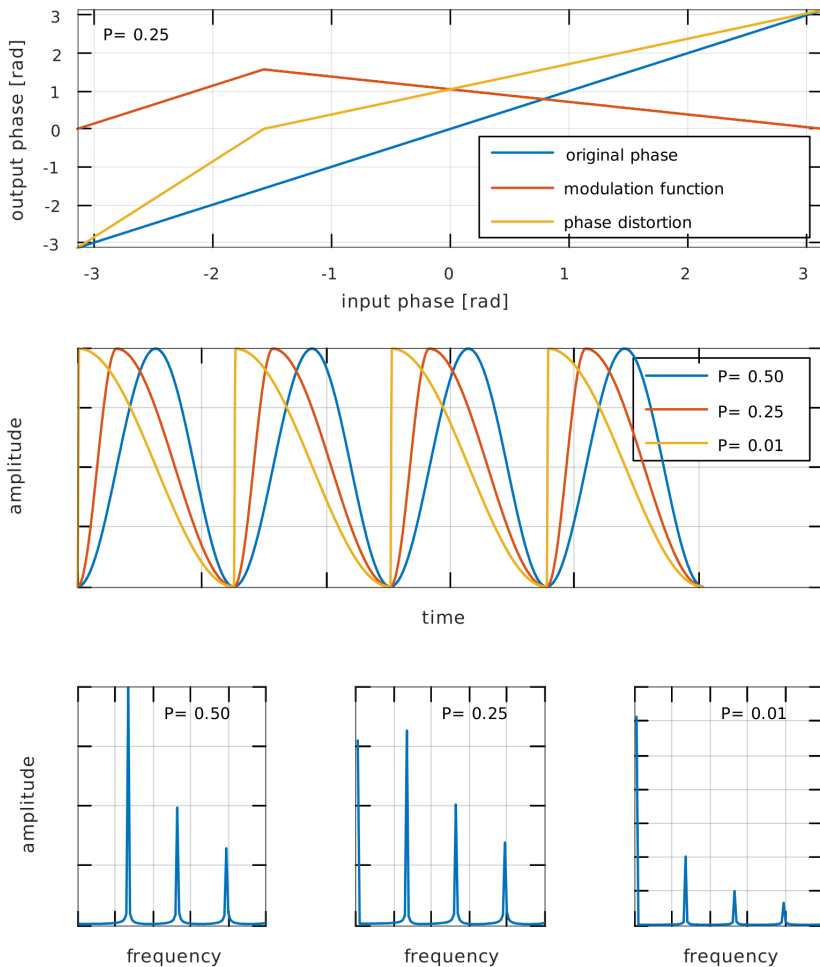 P= 0.25
3
2
1
0
-1
-2
-3
output phase [rad]
original phase
modulation function
phase distortion
-3 -2 -1 0 1 2 3
input phase [rad]
amplitude
P= 0.50
P= 0.25
P= 0.01
time
amplitude
P= 0.50
P= 0.25
P= 0.01
frequency
frequency
frequency